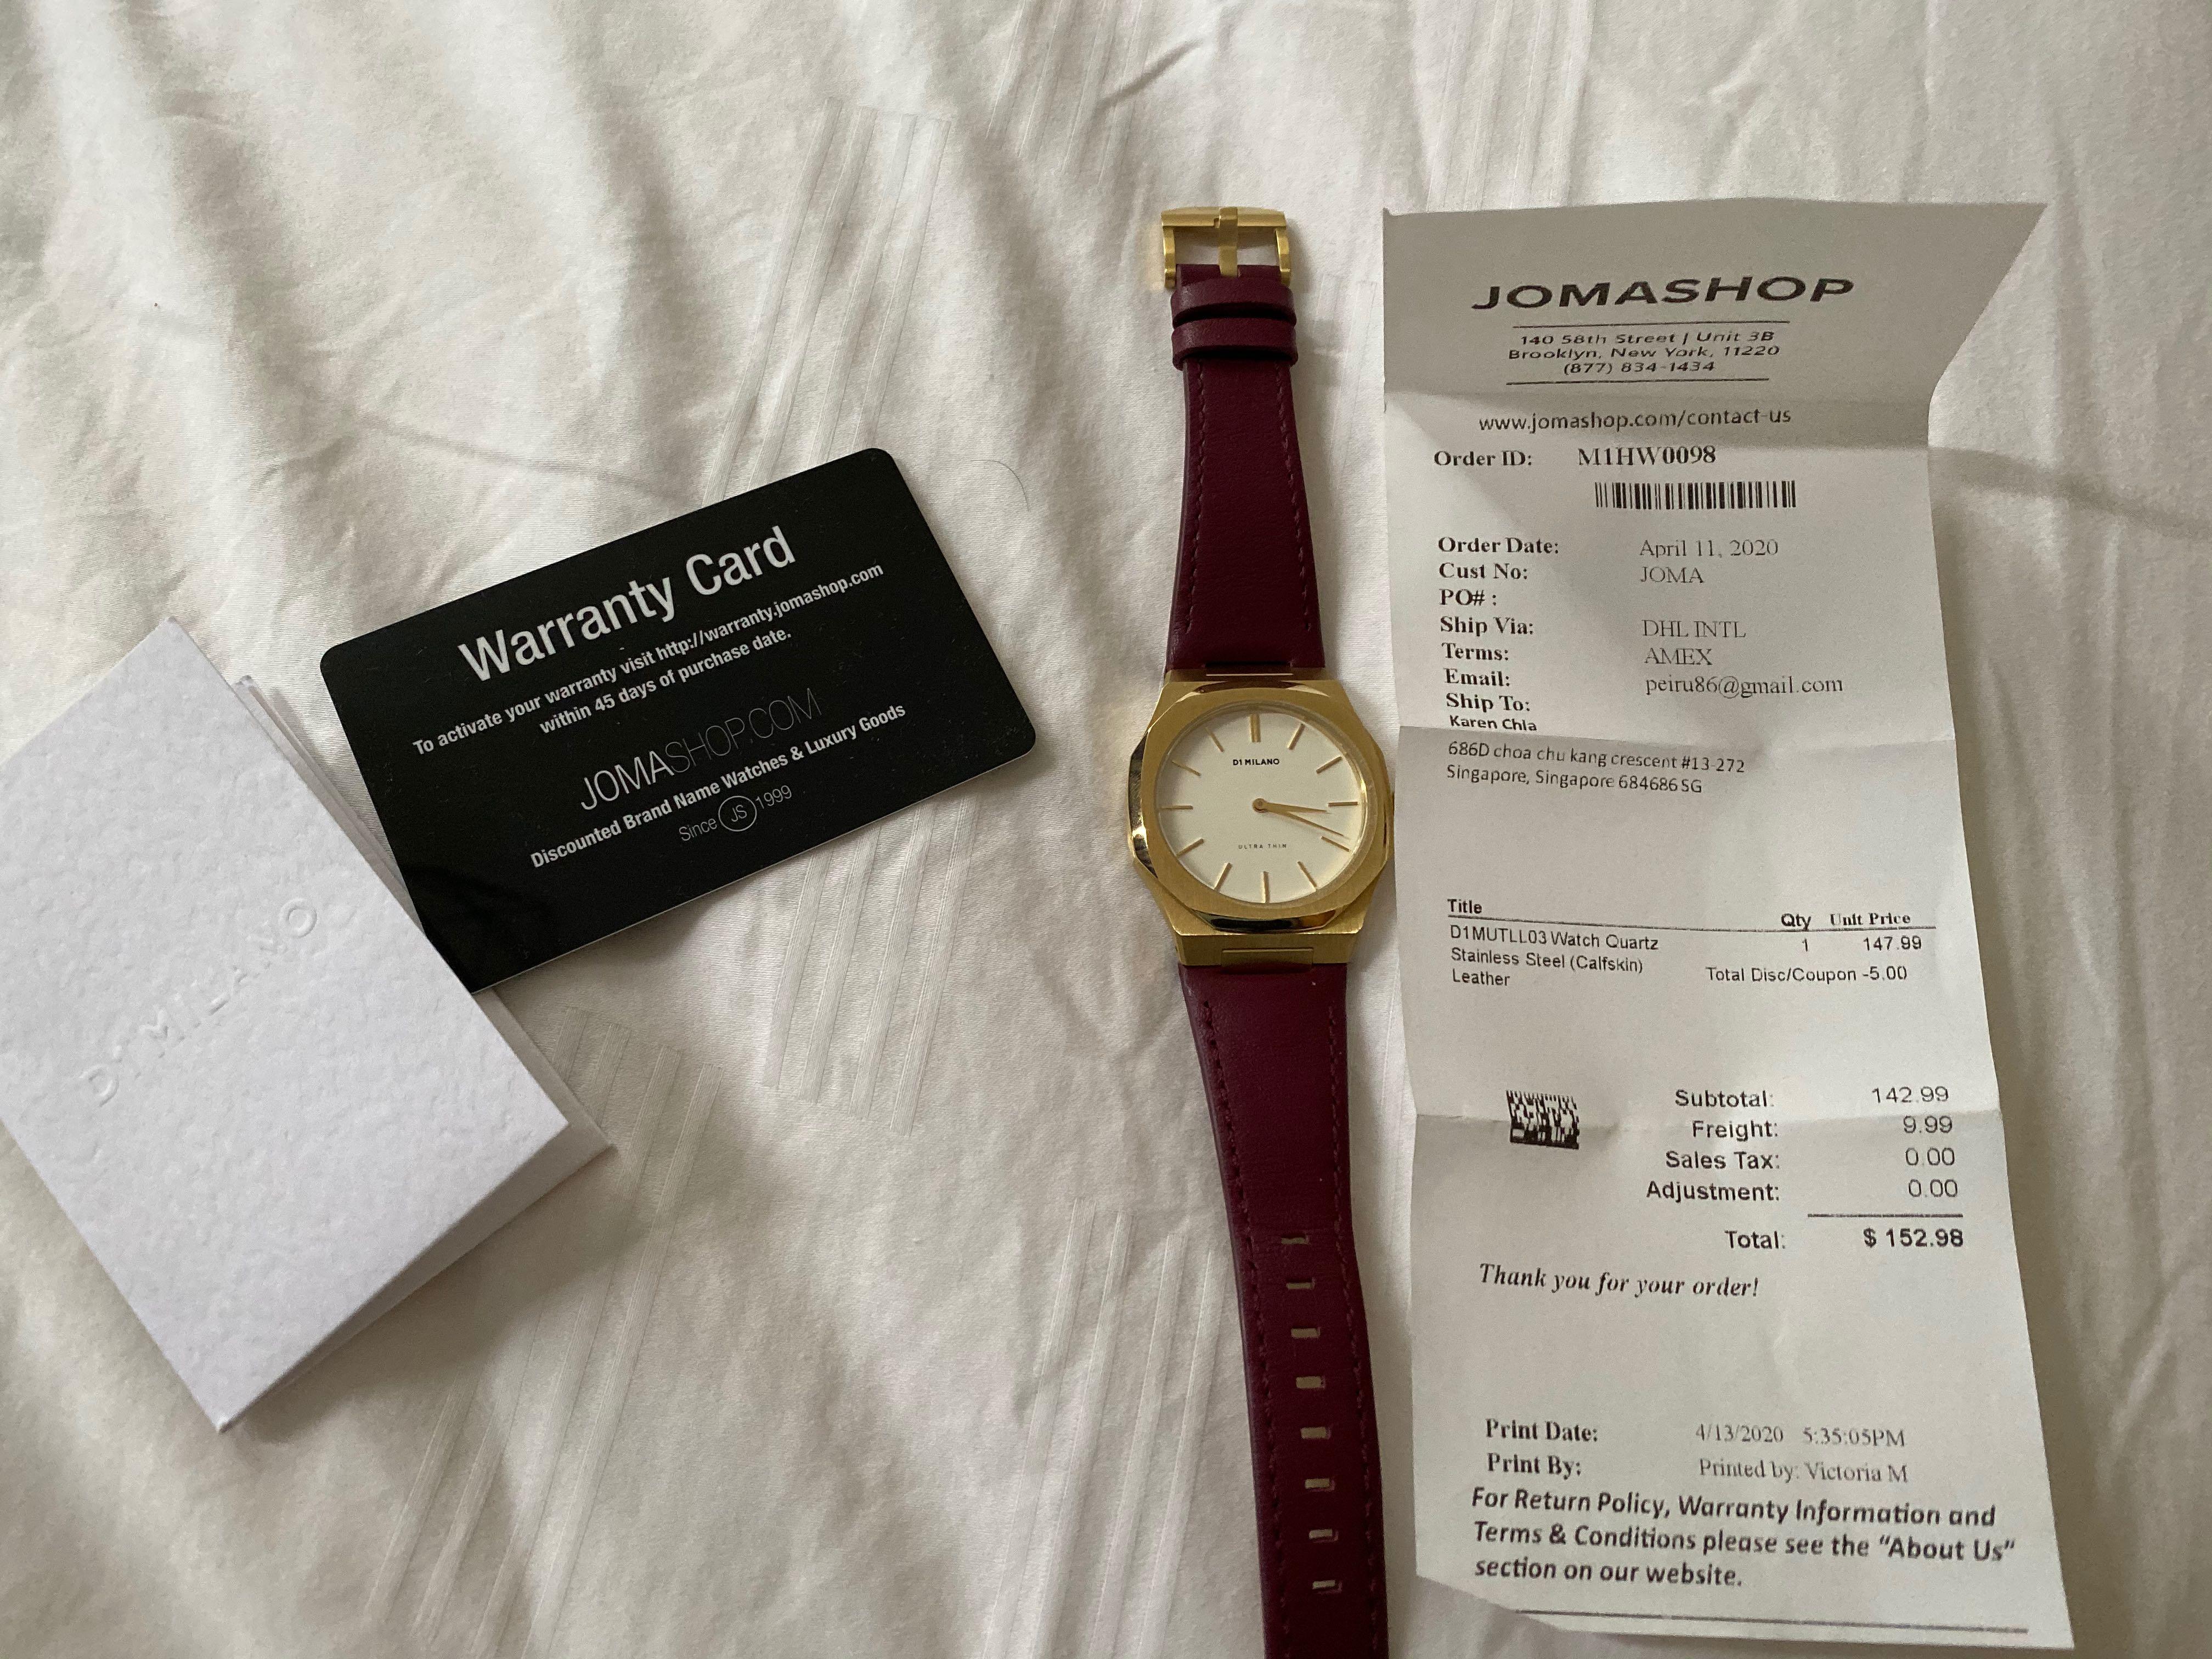 D1 MILANO
Warranty Card
To activate your warranty visit http://warranty.jomashop.com
within 45 days of purchase date.
JOMASHOP.COM
Discounted Brand Name Watches & Luxury Goods
Since JS 1999
D1 MILANO
ULTRA THIN
JOMASHOP
140 58th Street | Unit 3B
Brooklyn, New York, 11220
(877) 834-1434
www.jomashop.com/contact-us
Order ID: M1HW0098
Order Date: April 11, 2020
Cust No: JOMA
PO# :
Ship Via: DHL INTL
Terms: AMEX
Email: peiru86@gmail.com
Ship To:
Karen Chia
686D choa chu kang crescent #13-272
Singapore, Singapore 684686 SG
Title Qty Unit Price
D1MUTLL03 Watch Quartz 1 147.99
Stainless Steel (Calfskin)
Leather Total Disc/Coupon -5.00
Subtotal: 142.99
Freight: 9.99
Sales Tax: 0.00
Adjustment: 0.00
Total: $ 152.98
Thank you for your order!
Print Date: 4/13/2020 5:35:05PM
Print By: Printed by: Victoria M
For Return Policy, Warranty Information and
Terms & Conditions please see the "About Us"
section on our website.